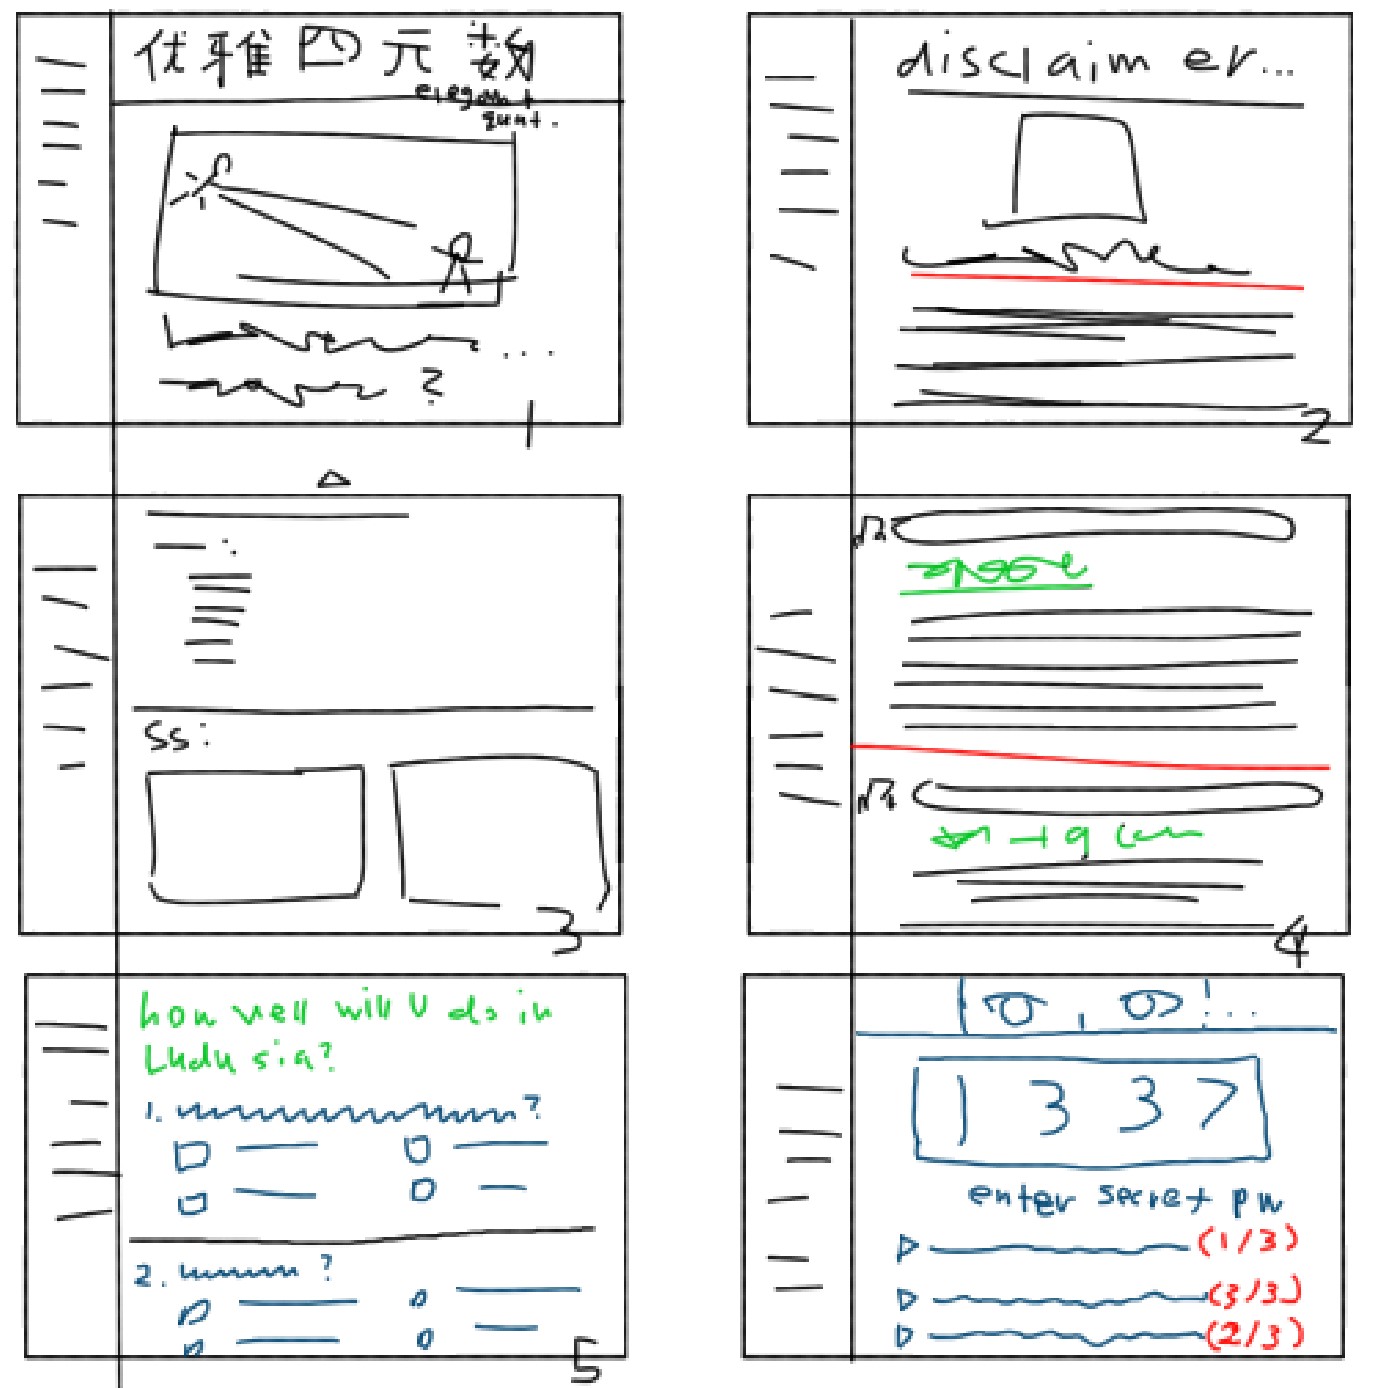 优雅四元数
elegant
quat.
...
?
1
disclaimer...
2
SS:
3
4
how well will u do in
Ludusia?
1. ?
2. ?
5
1337
enter secret pw
(1/3)
(3/3)
(2/3)